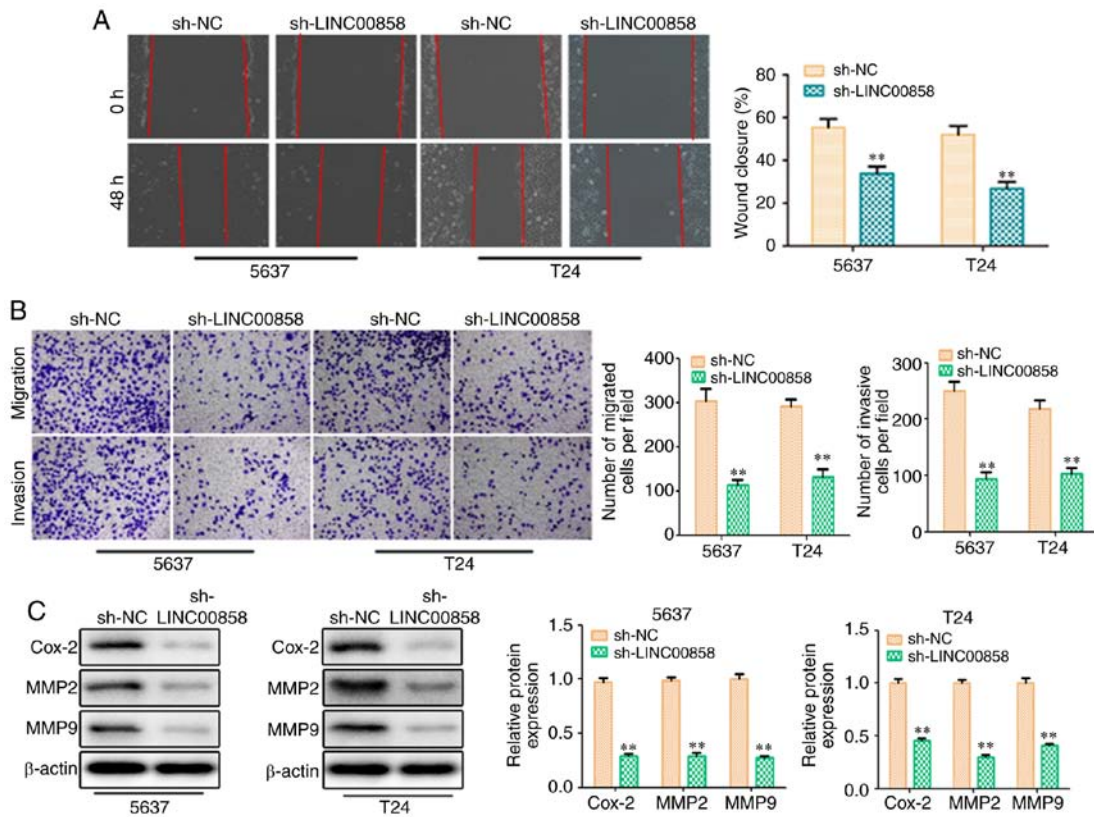 A
sh-NC sh-LINC00858 sh-NC sh-LINC00858
0 h
48 h
5637 T24
Wound closure (%)
80
60
40
20
0
sh-NC
sh-LINC00858
** **
5637 T24
B
sh-NC sh-LINC00858 sh-NC sh-LINC00858
Migration
Invasion
5637 T24
Number of migrated
cells per field
400
300
200
100
0
sh-NC
sh-LINC00858
** **
5637 T24
Number of invasive
cells per field
300
200
100
0
sh-NC
sh-LINC00858
** **
5637 T24
C
sh-NC sh-
LINC00858
Cox-2
MMP2
MMP9
β-actin
5637
sh-NC sh-
LINC00858
Cox-2
MMP2
MMP9
β-actin
T24
5637
Relative protein
expression
1.5
1.0
0.5
0.0
sh-NC
sh-LINC00858
** ** **
Cox-2 MMP2 MMP9
T24
Relative protein
expression
1.5
1.0
0.5
0.0
sh-NC
sh-LINC00858
** ** **
Cox-2 MMP2 MMP9